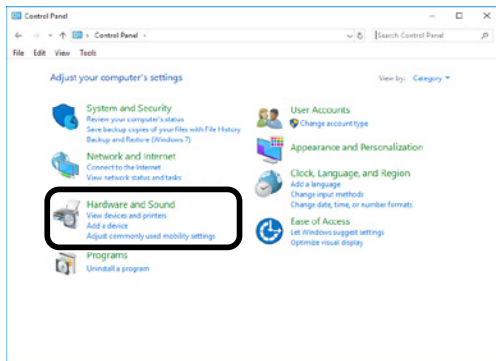 Control Panel
Control Panel
Search Control Panel
File Edit View Tools
Adjust your computer's settings
View by: Category
System and Security
Review your computer's status
Save backup copies of your files with File History
Backup and Restore (Windows 7)
Network and Internet
Connect to the Internet
View network status and tasks
Hardware and Sound
View devices and printers
Add a device
Adjust commonly used mobility settings
Programs
Uninstall a program
User Accounts
Change account type
Appearance and Personalization
Clock, Language, and Region
Add a language
Change input methods
Change date, time, or number formats
Ease of Access
Let Windows suggest settings
Optimize visual display